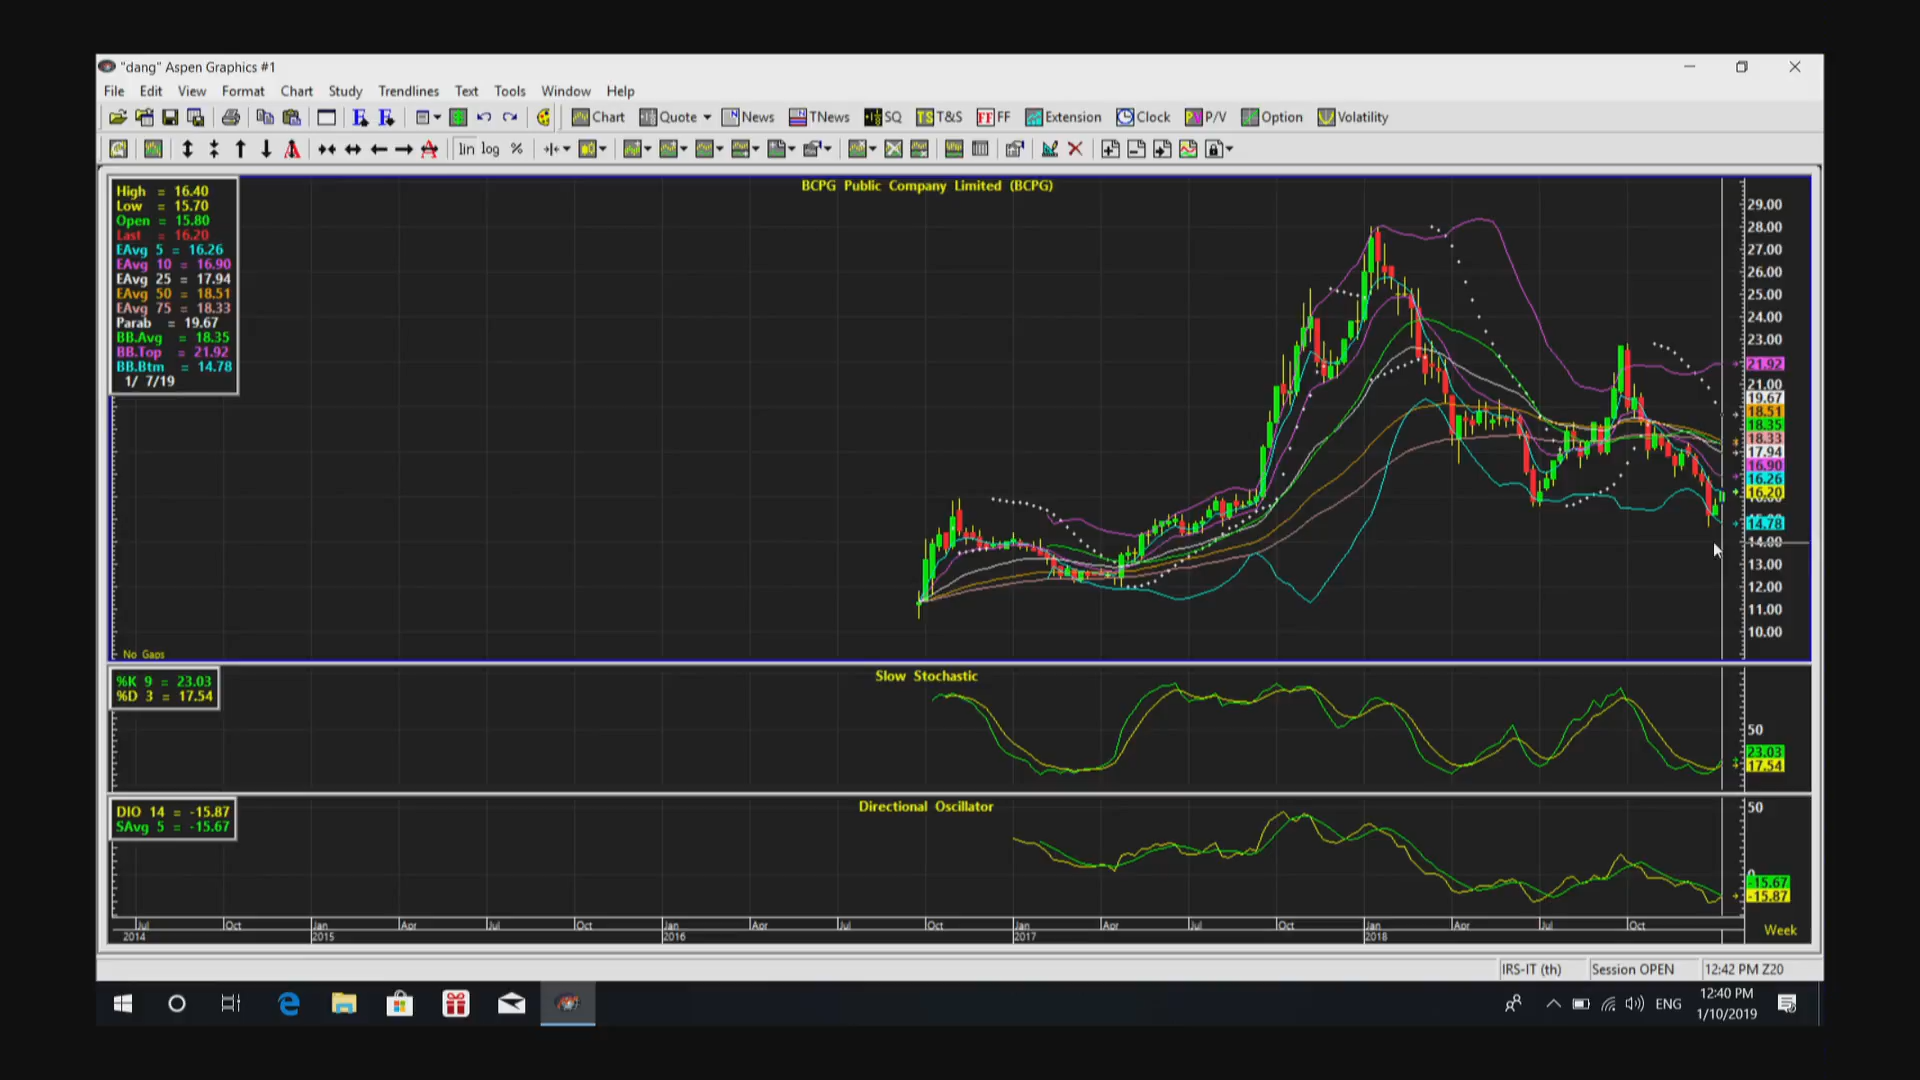 "dang" Aspen Graphics #1
File Edit View Format Chart Study Trendlines Text Tools Window Help
Chart Quote News TNews SQ TS T&S FF FF Extension Clock P/V Option Volatility
lin log %
BCPG Public Company Limited (BCPG)
High = 16.40
Low = 15.70
Open = 15.80
Last = 16.20
EAvg 5 = 16.26
EAvg 10 = 16.90
EAvg 25 = 17.94
EAvg 50 = 18.51
EAvg 75 = 18.33
Parab = 19.67
BB.Avg = 18.35
BB.Top = 21.92
BB.Btm = 14.78
1/ 7/19
29.00
28.00
27.00
26.00
25.00
24.00
23.00
21.92
21.00
19.67
18.51
18.35
18.33
17.94
16.90
16.26
16.20
14.78
14.00
13.00
12.00
11.00
10.00
No Gaps
Slow Stochastic
%K 9 = 23.03
%D 3 = 17.54
50
23.03
17.54
Directional Oscillator
DIO 14 = -15.87
SAvg 5 = -15.67
50
0
-15.67
-15.87
Jul Oct Jan Apr Jul Oct Jan Apr Jul Oct Jan Apr Jul Oct Jan Apr Jul Oct
2014 2015 2016 2017 2018 Week
IRS-IT (th) Session OPEN 12:42 PM Z20
ENG 12:40 PM
1/10/2019